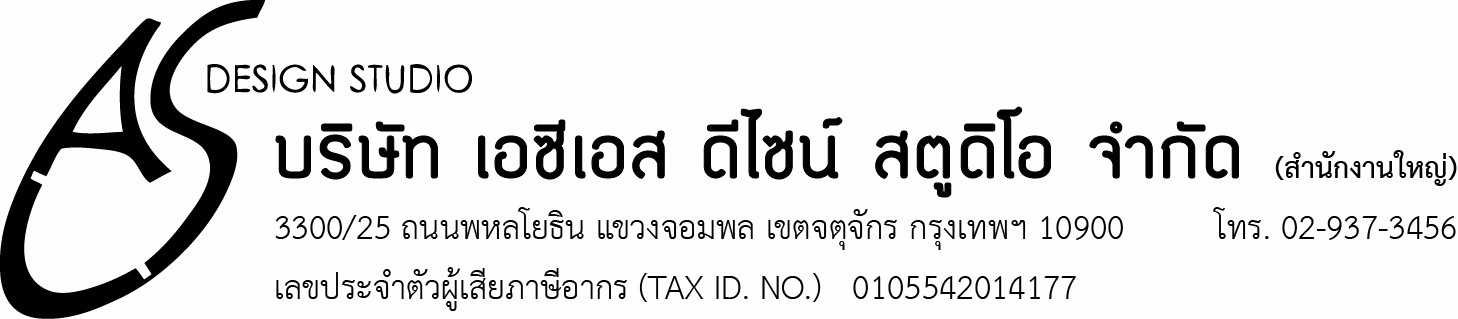 ACS DESIGN STUDIO
บริษัท เอซีเอส ดีไซน์ สตูดิโอ จำกัด (สำนักงานใหญ่)
3300/25 ถนนพหลโยธิน แขวงจอมพล เขตจตุจักร กรุงเทพฯ 10900 โทร. 02-937-3456
เลขประจำตัวผู้เสียภาษีอากร (TAX ID. NO.) 0105542014177